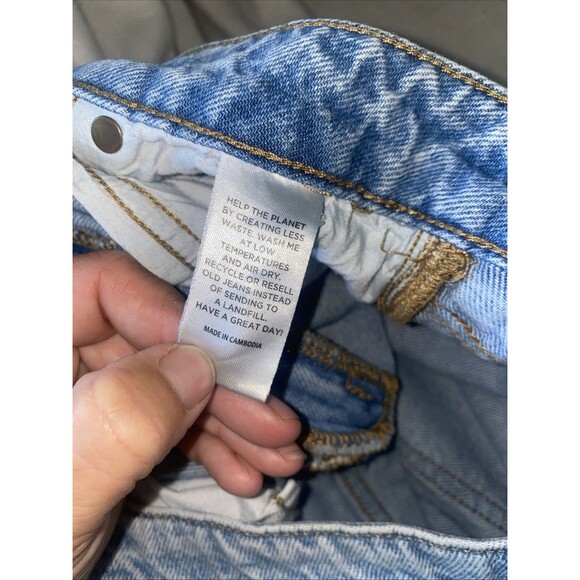 HELP THE PLANET
BY CREATING LESS
WASTE. WASH ME
AT LOW
TEMPERATURES
AND AIR DRY.
RECYCLE OR RESELL
OLD JEANS INSTEAD
OF SENDING TO
A LANDFILL.
HAVE A GREAT DAY!
MADE IN CAMBODIA